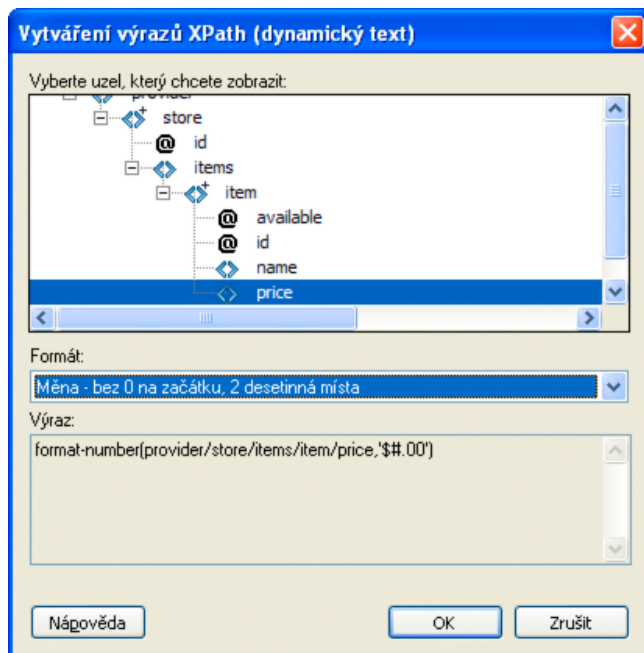 Vytváření výrazů XPath (dynamický text)
Vyberte uzel, který chcete zobrazit:
provider
store
@ id
items
item
@ available
@ id
name
price
Formát:
Měna - bez 0 na začátku, 2 desetinná místa
Výraz:
format-number(provider/store/items/item/price,'$#.00')
Nápověda
OK
Zrušit